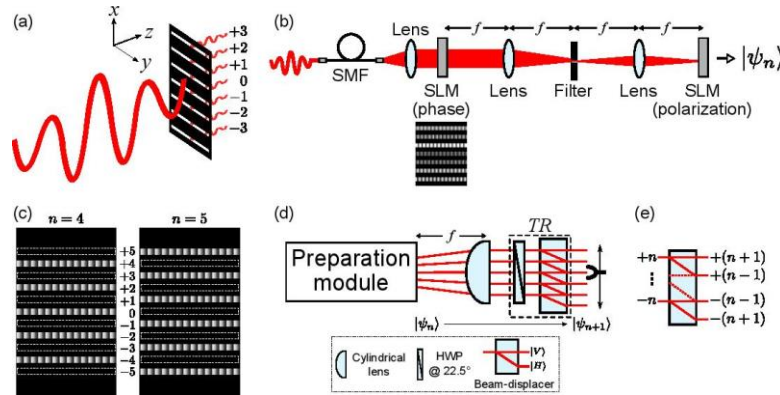 (a)
x
z
y
+3
+2
+1
0
−1
−2
−3
(b)
Lens
f f f f
SMF
SLM
(phase)
Lens
Filter
Lens
SLM
(polarization)
|ψn⟩
(c)
n = 4 n = 5
+5
+4
+3
+2
+1
0
−1
−2
−3
−4
−5
(d)
f
TR
Preparation
module
|ψn⟩ |ψn+1⟩
Cylindrical
lens
HWP
@ 22.5°
|V⟩
|H⟩
Beam-displacer
(e)
+n +(n + 1)
+(n − 1)
⋮
−n −(n − 1)
−(n + 1)